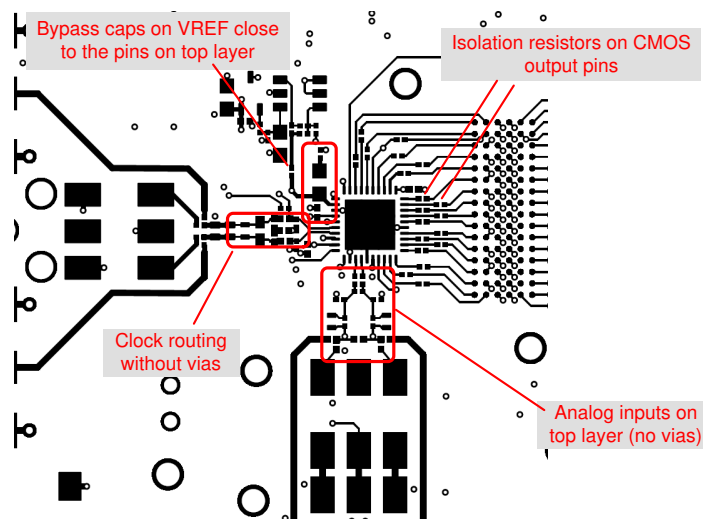 Bypass caps on VREF close
to the pins on top layer
Isolation resistors on CMOS
output pins
Clock routing
without vias
Analog inputs on
top layer (no vias)